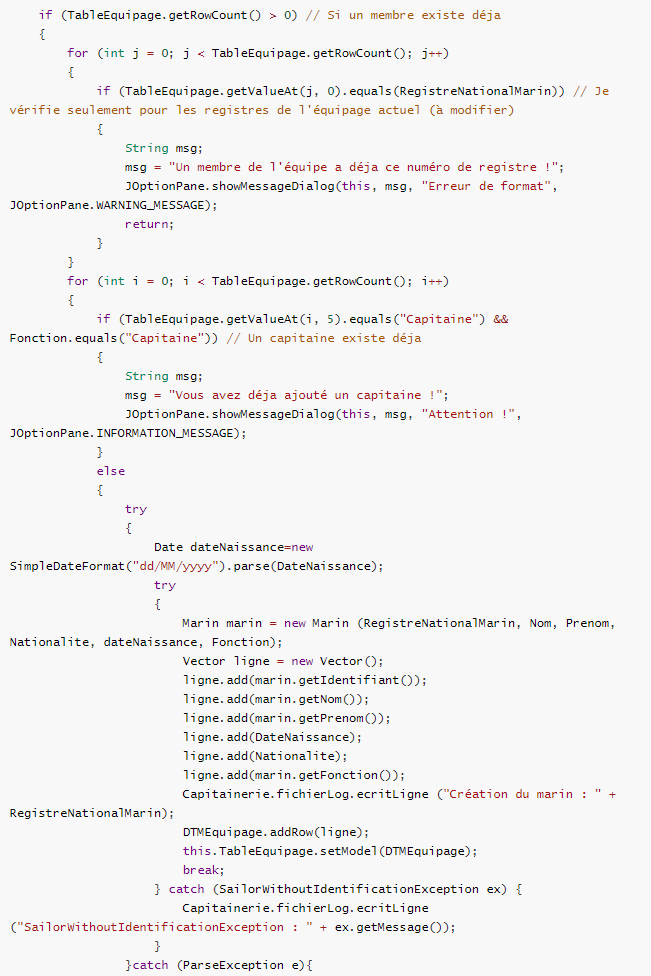 if (TableEquipage.getRowCount() > 0) // Si un membre existe déja
{
for (int j = 0; j < TableEquipage.getRowCount(); j++)
{
if (TableEquipage.getValueAt(j, 0).equals(RegistreNationalMarin)) // Je
vérifie seulement pour les registres de l'équipage actuel (à modifier)
{
String msg;
msg = "Un membre de l'équipe a déja ce numéro de registre !";
JOptionPane.showMessageDialog(this, msg, "Erreur de format",
JOptionPane.WARNING_MESSAGE);
return;
}
}
for (int i = 0; i < TableEquipage.getRowCount(); i++)
{
if (TableEquipage.getValueAt(i, 5).equals("Capitaine") &&
Fonction.equals("Capitaine")) // Un capitaine existe déja
{
String msg;
msg = "Vous avez déja ajouté un capitaine !";
JOptionPane.showMessageDialog(this, msg, "Attention !",
JOptionPane.INFORMATION_MESSAGE);
}
else
{
try
{
Date dateNaissance=new
SimpleDateFormat("dd/MM/yyyy").parse(DateNaissance);
try
{
Marin marin = new Marin (RegistreNationalMarin, Nom, Prenom,
Nationalite, dateNaissance, Fonction);
Vector ligne = new Vector();
ligne.add(marin.getIdentifiant());
ligne.add(marin.getNom());
ligne.add(marin.getPrenom());
ligne.add(DateNaissance);
ligne.add(Nationalite);
ligne.add(marin.getFonction());
Capitainerie.fichierLog.ecritLigne ("Création du marin : " +
RegistreNationalMarin);
DTMEquipage.addRow(ligne);
this.TableEquipage.setModel(DTMEquipage);
break;
} catch (SailorWithoutIdentificationException ex) {
Capitainerie.fichierLog.ecritLigne
("SailorWithoutIdentificationException : " + ex.getMessage());
}
}catch (ParseException e){